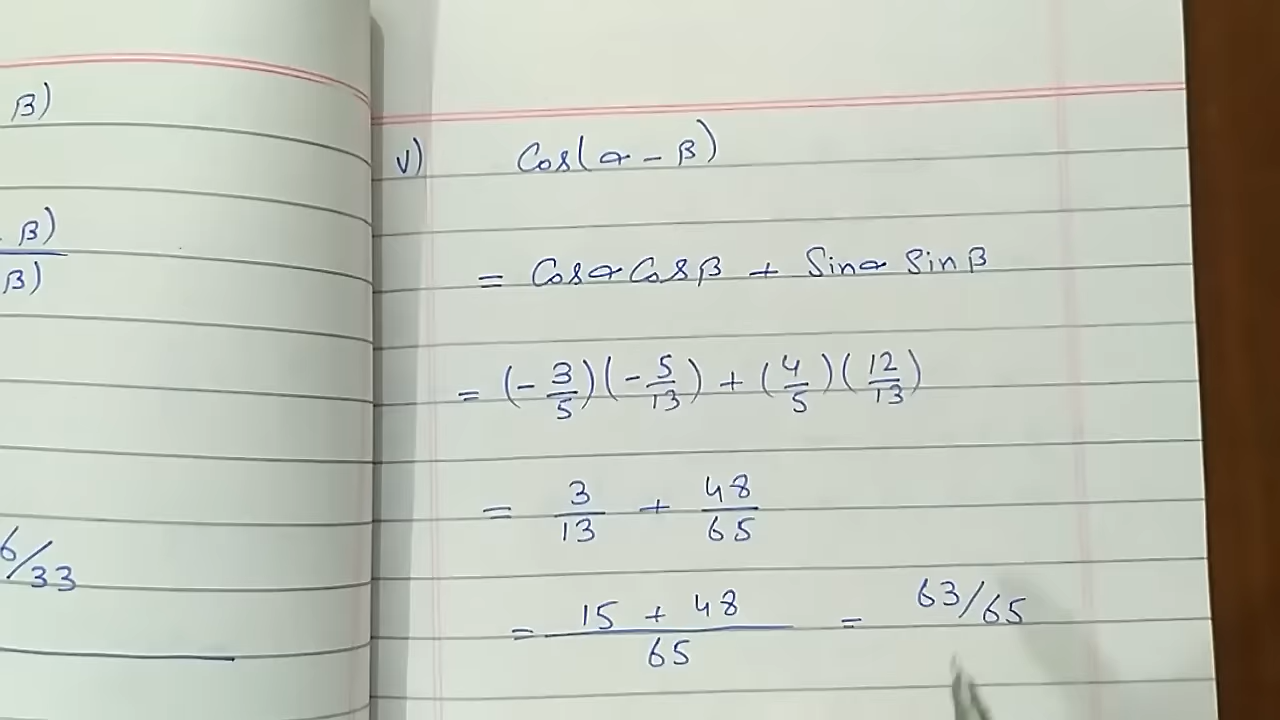 β)
- β)
β)
6/33
v) Cos(α - β)
= Cosα Cosβ + Sinα Sinβ
= (-3/5)(-5/13) + (4/5)(12/13)
= 3/13 + 48/65
= 15 + 48/65 = 63/65